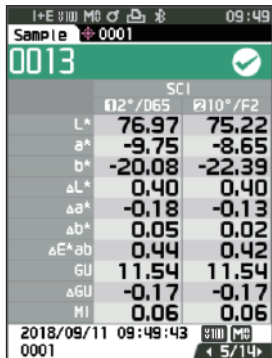 I+E V100 M0 09:49
Sample 0001
0013
SCI
1 2°/D65 2 10°/F2
L* 76.97 75.22
a* -9.75 -8.65
b* -20.08 -22.39
ΔL* 0.40 0.40
Δa* -0.18 -0.13
Δb* 0.05 0.02
ΔE*ab 0.44 0.42
GU 11.54 11.54
ΔGU -0.17 -0.17
MI 0.06 0.06
2018/09/11 09:49:43 V100 M0
0001 5/14